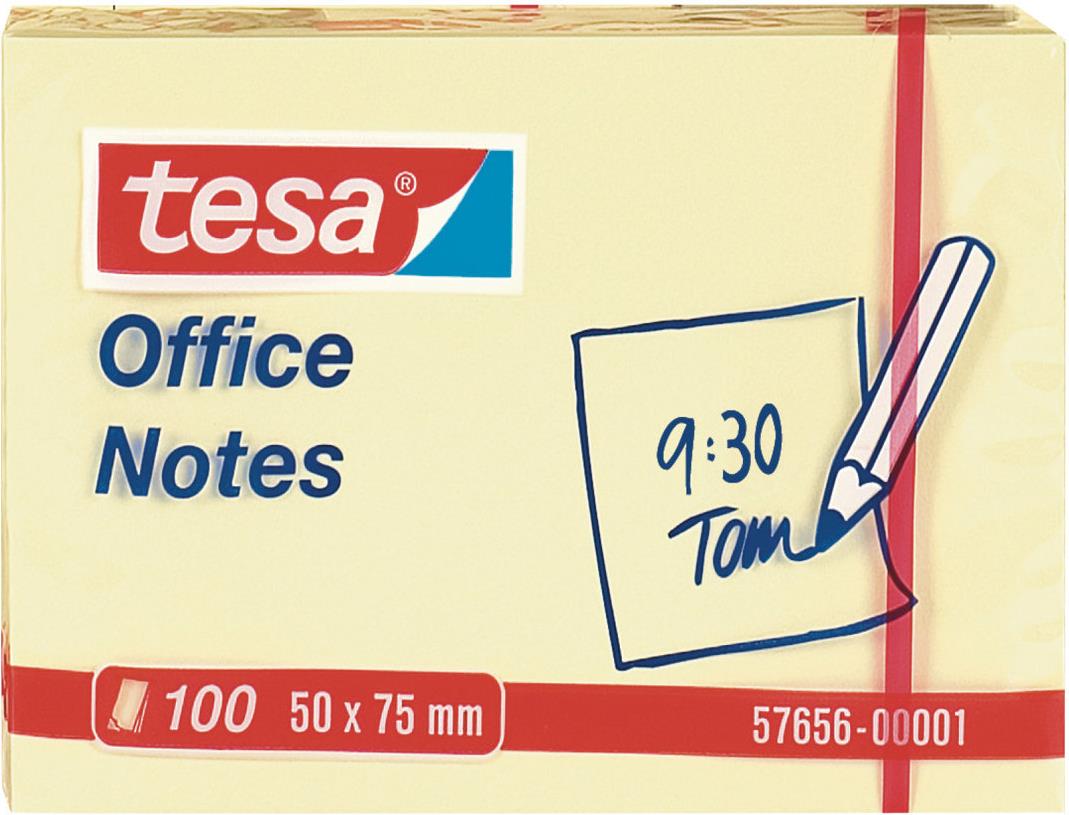 tesa®
Office
Notes
9:30
Tom
100 50 x 75 mm
57656-00001